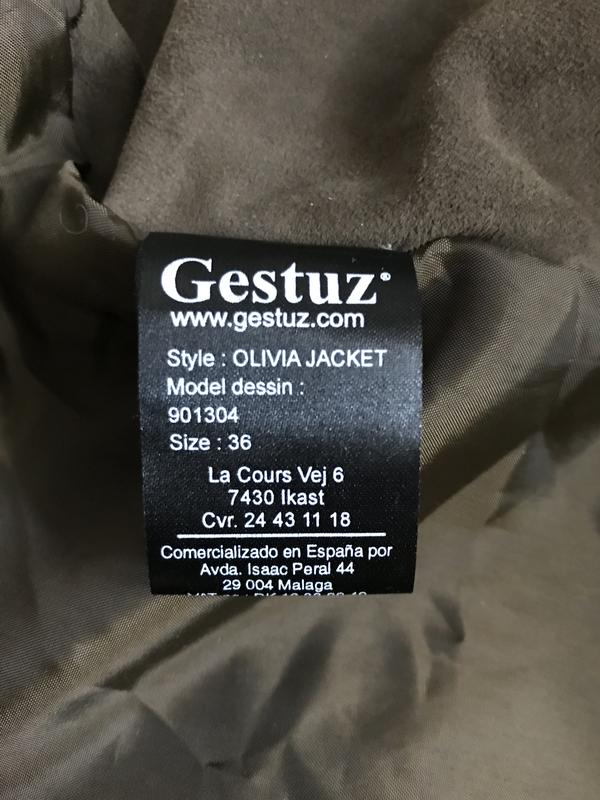 Gestuz®
www.gestuz.com
Style : OLIVIA JACKET
Model dessin :
901304
Size : 36
La Cours Vej 6
7430 Ikast
Cvr. 24 43 11 18
Comercializado en España por
Avda. Isaac Peral 44
29 004 Malaga